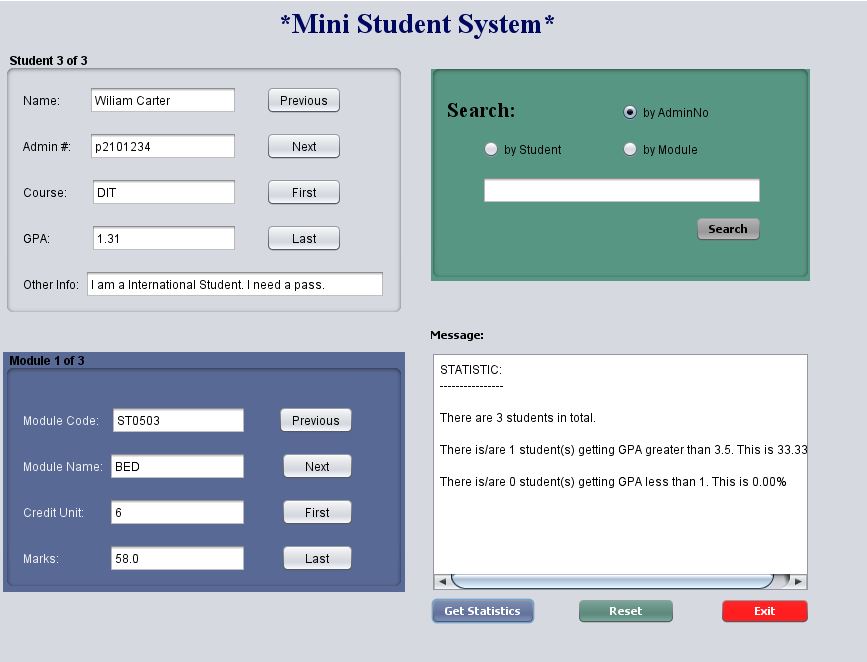 *Mini Student System*
Student 3 of 3
Name: Wiliam Carter Previous
Admin #: p2101234 Next
Course: DIT First
GPA: 1.31 Last
Other Info: I am a International Student. I need a pass.
Search: by AdminNo
by Student by Module
Search
Module 1 of 3
Module Code: ST0503 Previous
Module Name: BED Next
Credit Unit: 6 First
Marks: 58.0 Last
Message:
STATISTIC:
----------------
There are 3 students in total.
There is/are 1 student(s) getting GPA greater than 3.5. This is 33.33
There is/are 0 student(s) getting GPA less than 1. This is 0.00%
Get Statistics Reset Exit